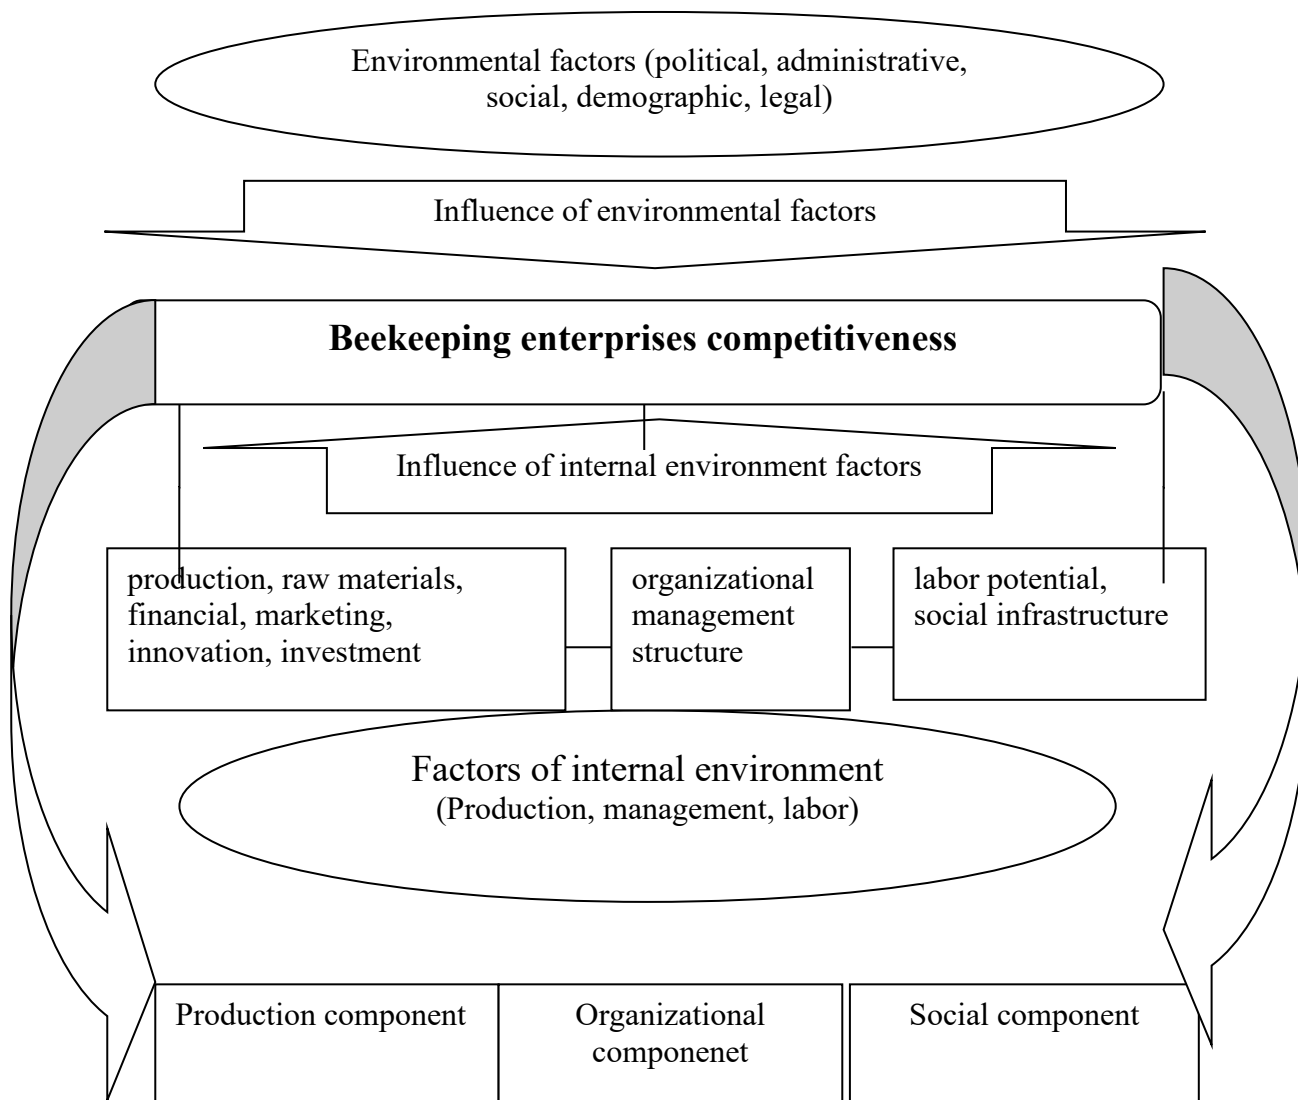 Environmental factors (political, administrative,
social, demographic, legal)
Influence of environmental factors
Beekeeping enterprises competitiveness
Influence of internal environment factors
production, raw materials,
financial, marketing,
innovation, investment
organizational
management
structure
labor potential,
social infrastructure
Factors of internal environment
(Production, management, labor)
Production component
Organizational
componenet
Social component